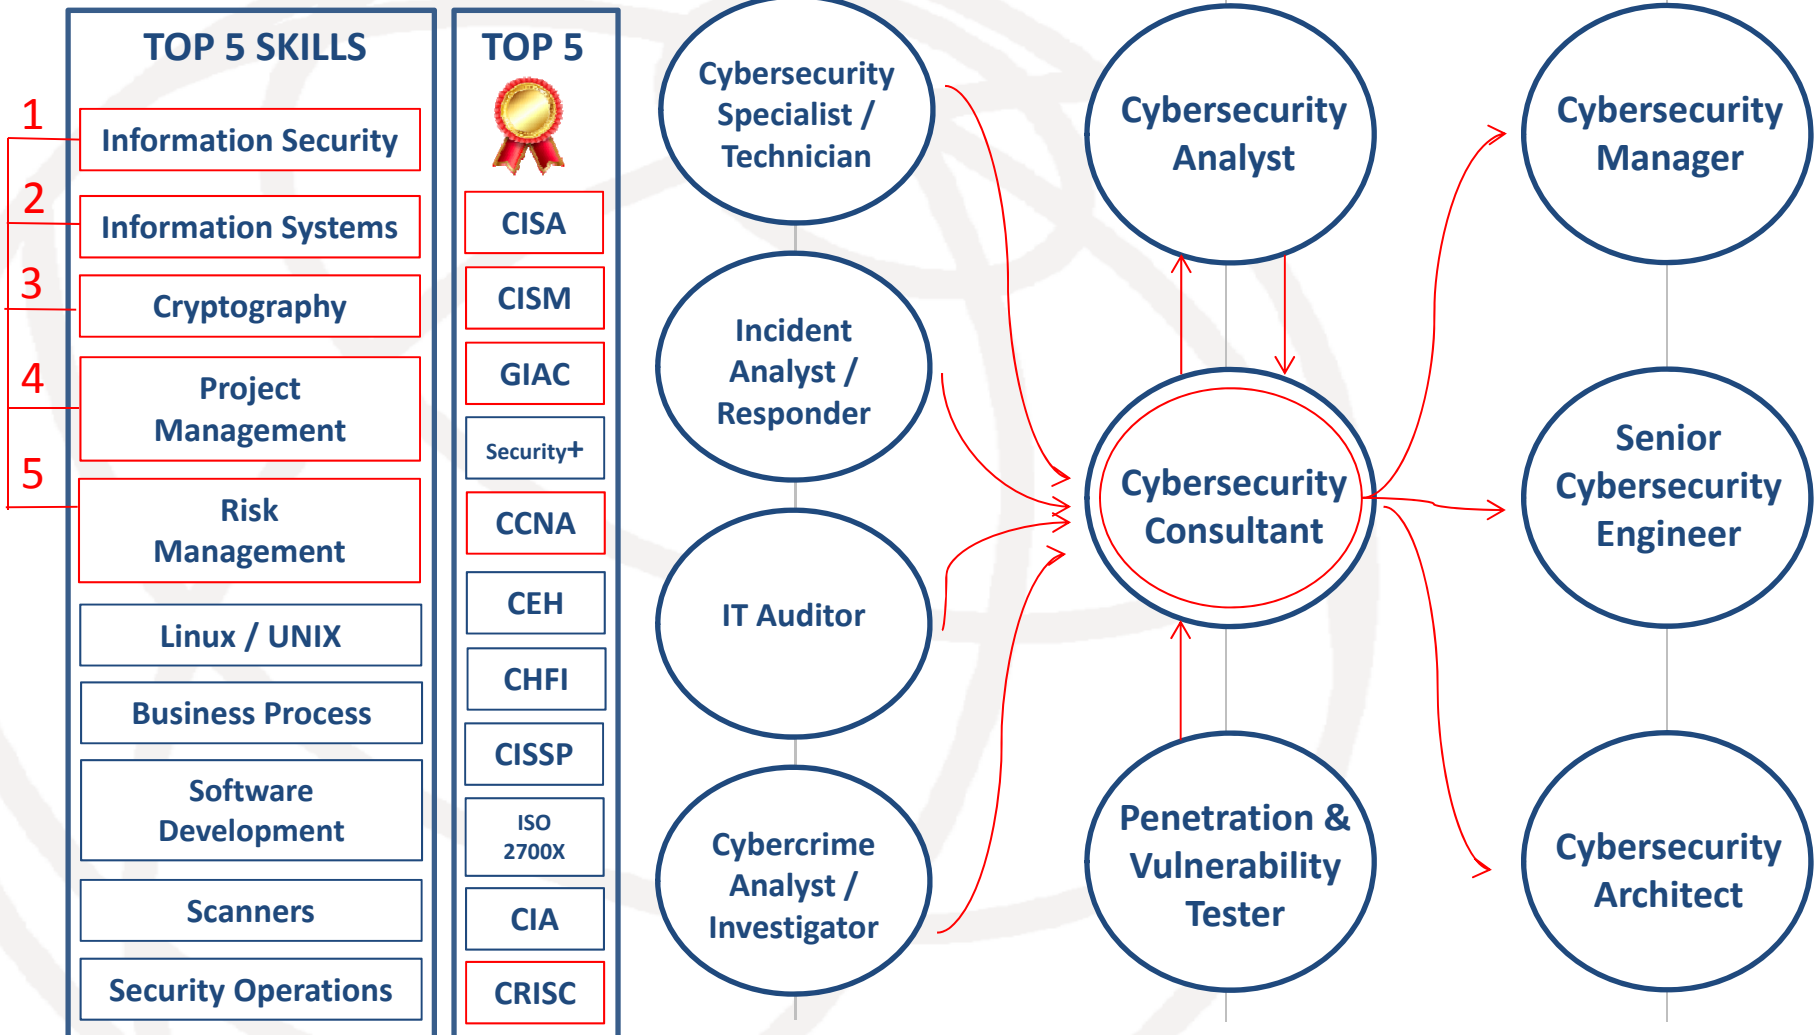 TOP 5 SKILLS
1
Information Security
2
Information Systems
3
Cryptography
4
Project
Management
5
Risk
Management
Linux / UNIX
Business Process
Software
Development
Scanners
Security Operations
TOP 5
CISA
CISM
GIAC
Security+
CCNA
CEH
CHFI
CISSP
ISO
2700X
CIA
CRISC
Cybersecurity
Specialist /
Technician
Incident
Analyst /
Responder
IT Auditor
Cybercrime
Analyst /
Investigator
Cybersecurity
Analyst
Cybersecurity
Consultant
Penetration &
Vulnerability
Tester
Cybersecurity
Manager
Senior
Cybersecurity
Engineer
Cybersecurity
Architect